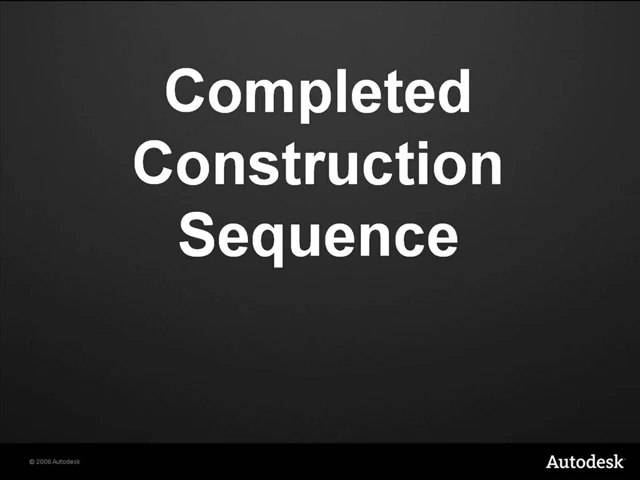 Completed
Construction
Sequence
© 2008 Autodesk
Autodesk